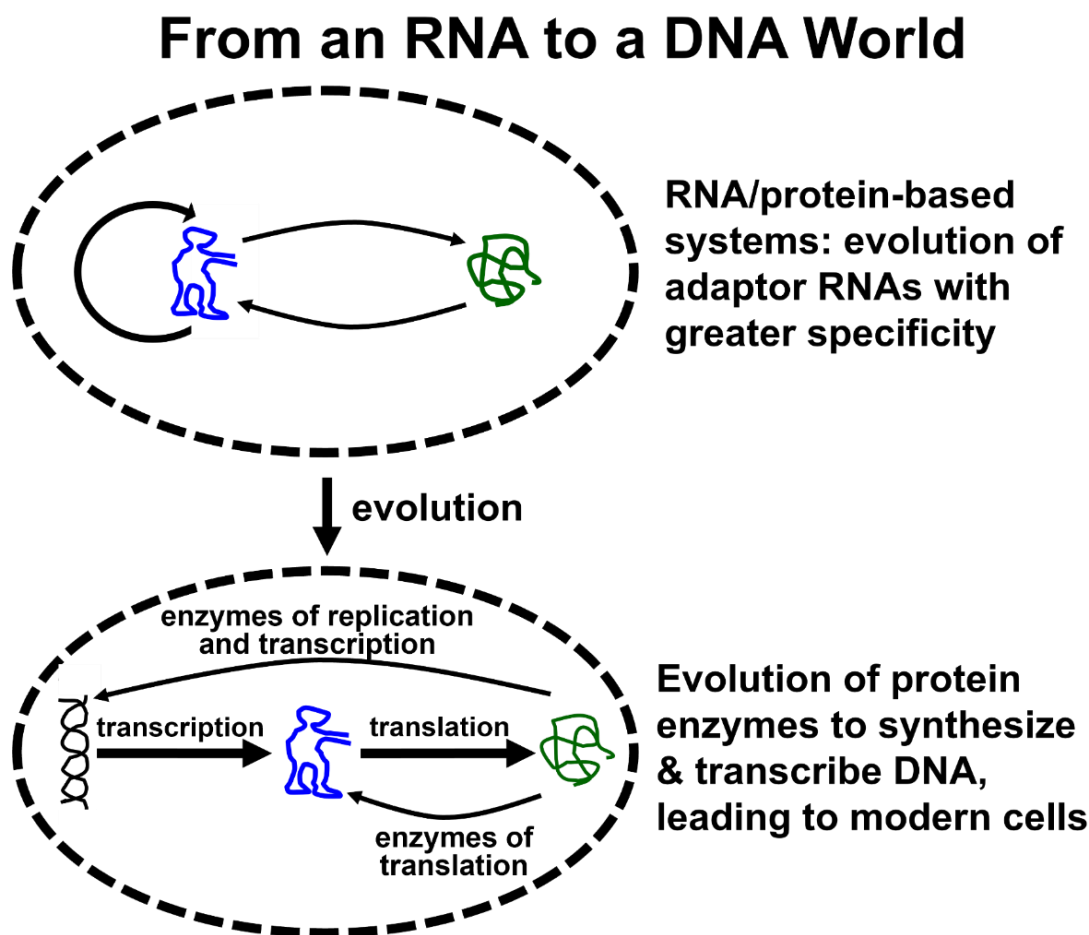 From an RNA to a DNA World
RNA/protein-based
systems: evolution of
adaptor RNAs with
greater specificity
evolution
enzymes of replication
and transcription
transcription
translation
enzymes of
translation
Evolution of protein
enzymes to synthesize
& transcribe DNA,
leading to modern cells